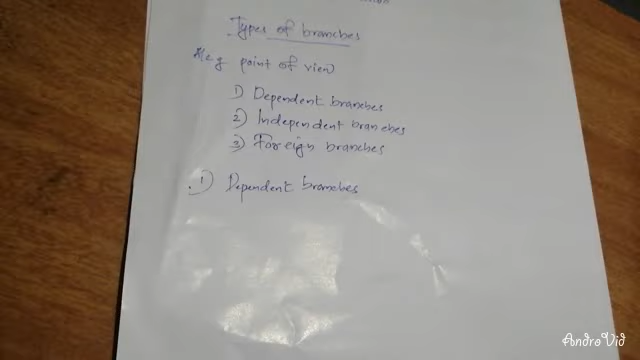 Types of branches
A/c g point of view
1) Dependent branches
2) Independent branches
3) Foreign branches
1) Dependent branches
AndroVid